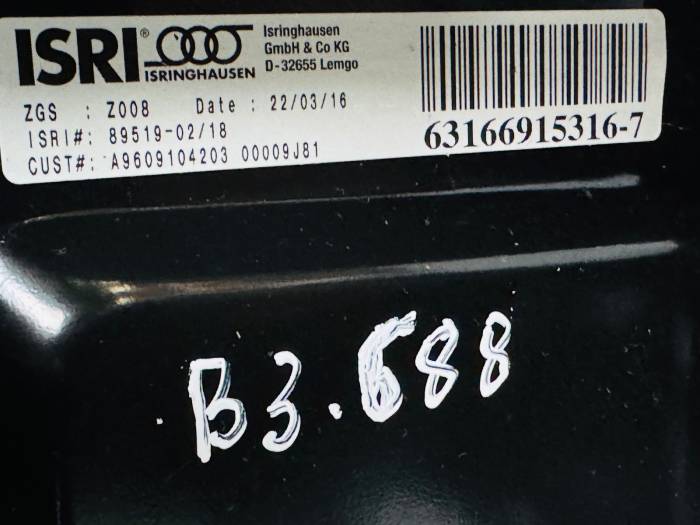 ISRI®
ISRINGHAUSEN
Isringhausen
GmbH & Co KG
D-32655 Lemgo
ZGS : Z008 Date : 22/03/16
ISRI#: 89519-02/18
CUST#: A9609104203 00009J81
63166915316-7
B3.688